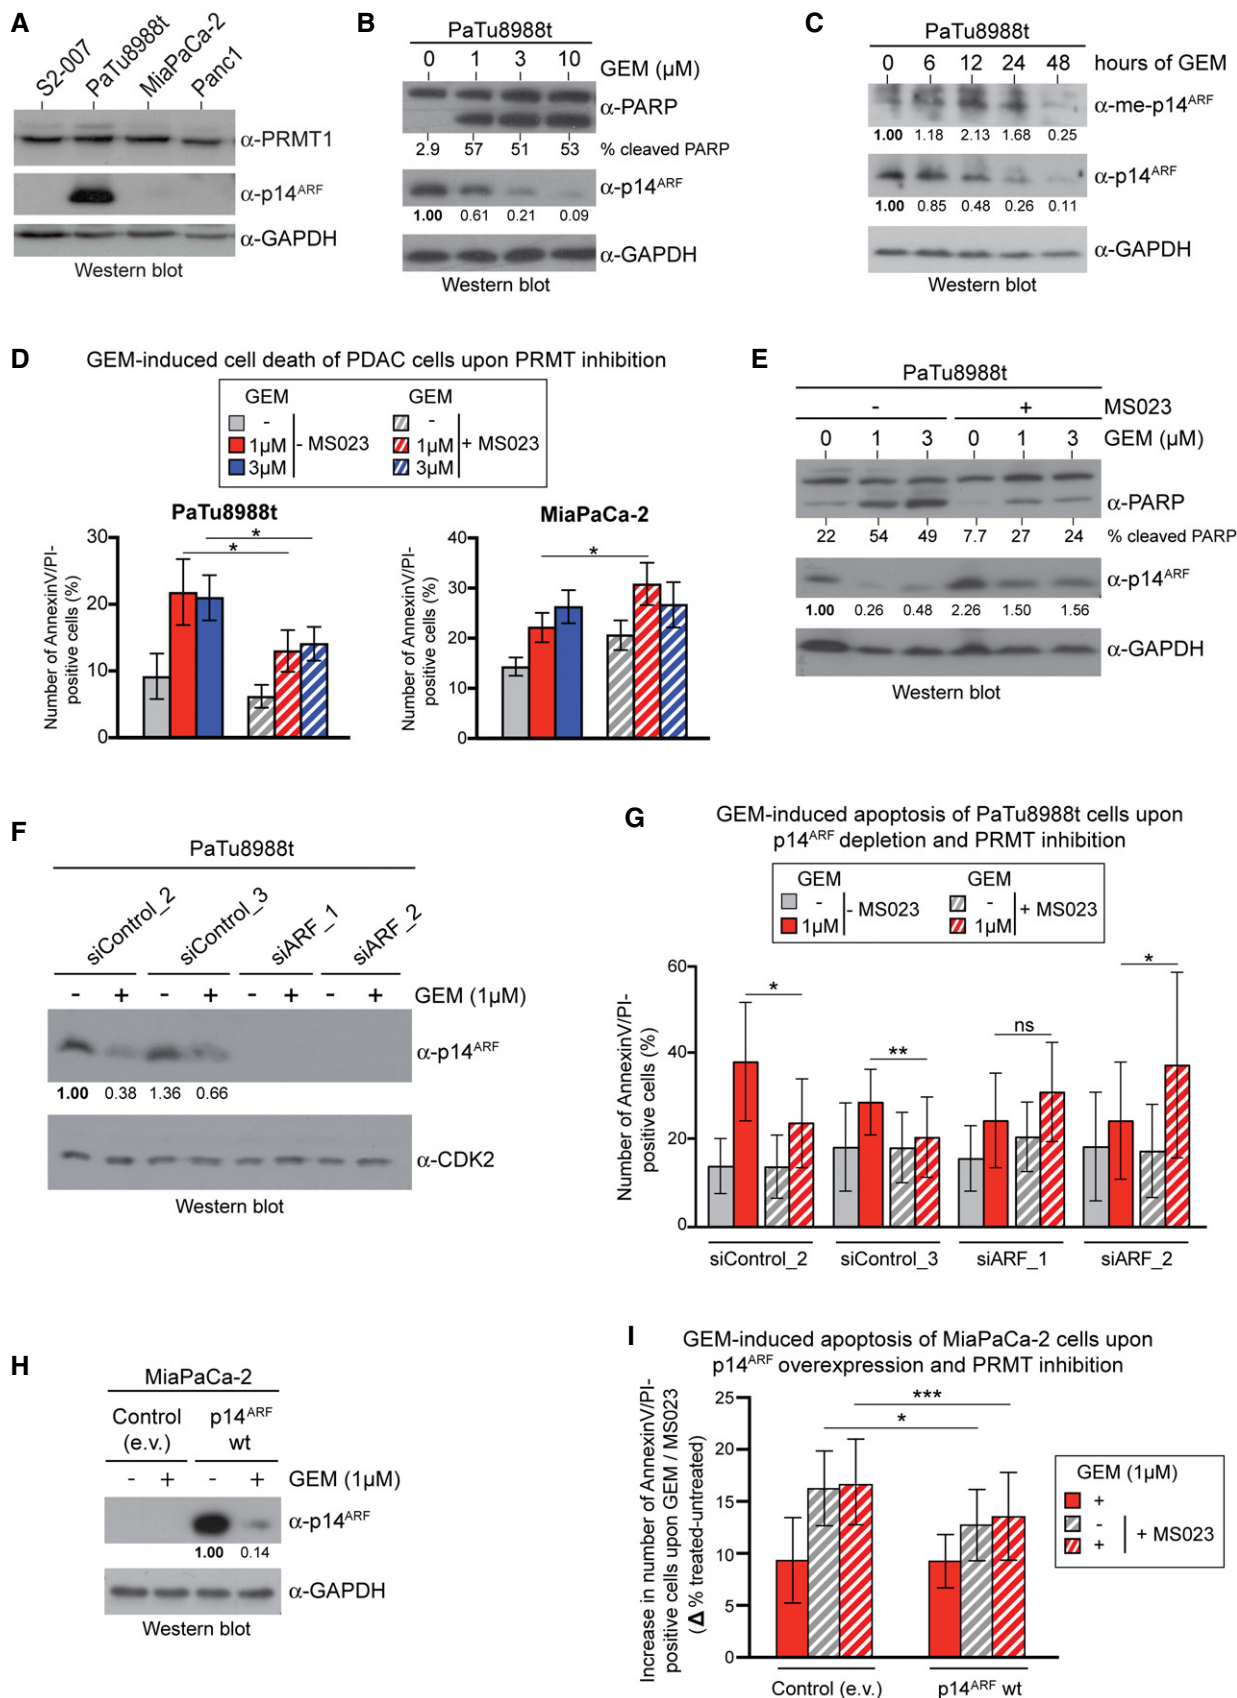 A
S2-007
PaTu8988t
MiaPaCa-2
Panc1
α-PRMT1
α-p14ARF
α-GAPDH
Western blot
B
PaTu8988t
0 1 3 10 GEM (µM)
α-PARP
2.9 57 51 53 % cleaved PARP
α-p14ARF
1.00 0.61 0.21 0.09
α-GAPDH
Western blot
C
PaTu8988t
0 6 12 24 48 hours of GEM
α-me-p14ARF
1.00 1.18 2.13 1.68 0.25
α-p14ARF
1.00 0.85 0.48 0.26 0.11
α-GAPDH
Western blot
D
GEM-induced cell death of PDAC cells upon PRMT inhibition
GEM GEM
- -
1µM - MS023 1µM + MS023
3µM 3µM
PaTu8988t
Number of AnnexinV/PI-
positive cells (%)
30
20
10
0
* *
MiaPaCa-2
Number of AnnexinV/PI-
positive cells (%)
40
30
20
10
0
*
E
PaTu8988t
- + MS023
0 1 3 0 1 3 GEM (µM)
α-PARP
22 54 49 7.7 27 24 % cleaved PARP
α-p14ARF
1.00 0.26 0.48 2.26 1.50 1.56
α-GAPDH
Western blot
F
PaTu8988t
siControl_2
siControl_3
siARF_1
siARF_2
- + - + - + - + GEM (1µM)
α-p14ARF
1.00 0.38 1.36 0.66
α-CDK2
Western blot
G
GEM-induced apoptosis of PaTu8988t cells upon
p14ARF depletion and PRMT inhibition
GEM GEM
- -
1µM - MS023 1µM + MS023
Number of AnnexinV/PI-
positive cells (%)
60
40
20
0
* ** ns *
siControl_2 siControl_3 siARF_1 siARF_2
H
MiaPaCa-2
Control p14ARF
(e.v.) wt
- + - + GEM (1µM)
α-p14ARF
1.00 0.14
α-GAPDH
Western blot
I
GEM-induced apoptosis of MiaPaCa-2 cells upon
p14ARF overexpression and PRMT inhibition
Increase in number of AnnexinV/PI-
positive cells upon GEM / MS023
(Δ % treated-untreated)
25
20
15
10
5
0
***
*
Control (e.v.) p14ARF wt
GEM (1µM)
+
-
+ + MS023